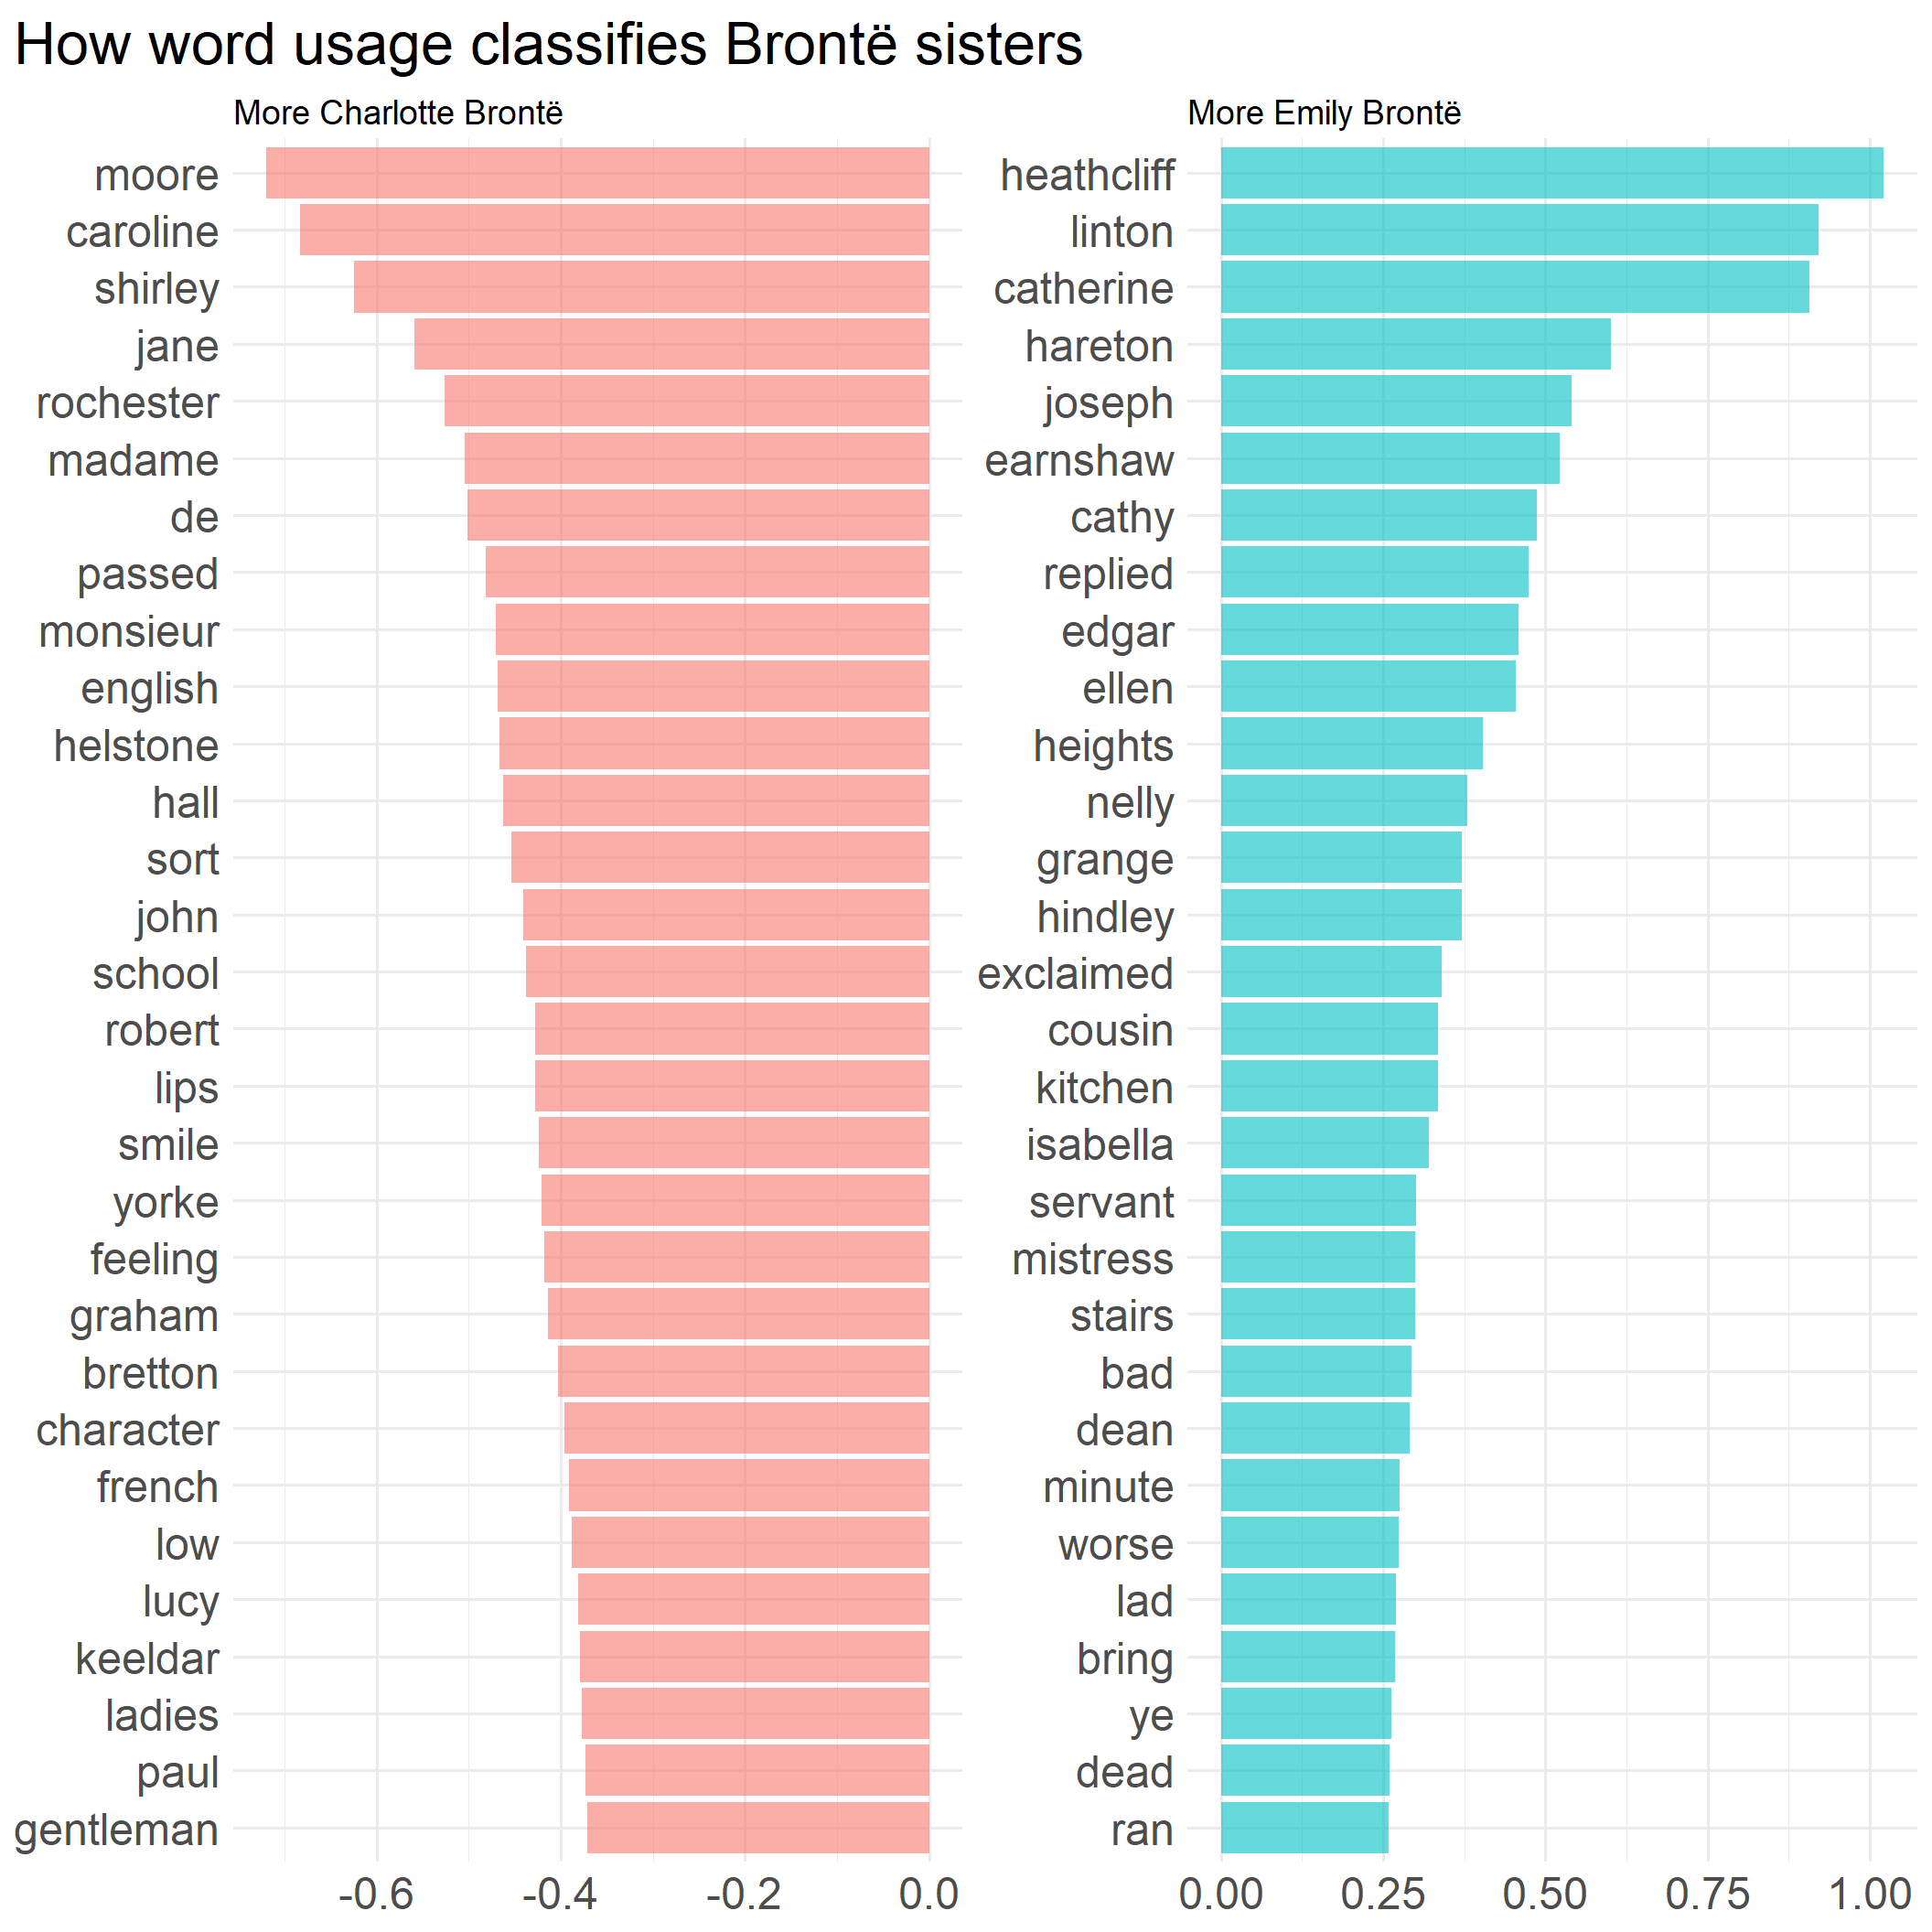 How word usage classifies Brontë sisters
More Charlotte Brontë
moore
caroline
shirley
jane
rochester
madame
de
passed
monsieur
english
helstone
hall
sort
john
school
robert
lips
smile
yorke
feeling
graham
bretton
character
french
low
lucy
keeldar
ladies
paul
gentleman
-0.6 -0.4 -0.2 0.0
More Emily Brontë
heathcliff
linton
catherine
hareton
joseph
earnshaw
cathy
replied
edgar
ellen
heights
nelly
grange
hindley
exclaimed
cousin
kitchen
isabella
servant
mistress
stairs
bad
dean
minute
worse
lad
bring
ye
dead
ran
0.00 0.25 0.50 0.75 1.00